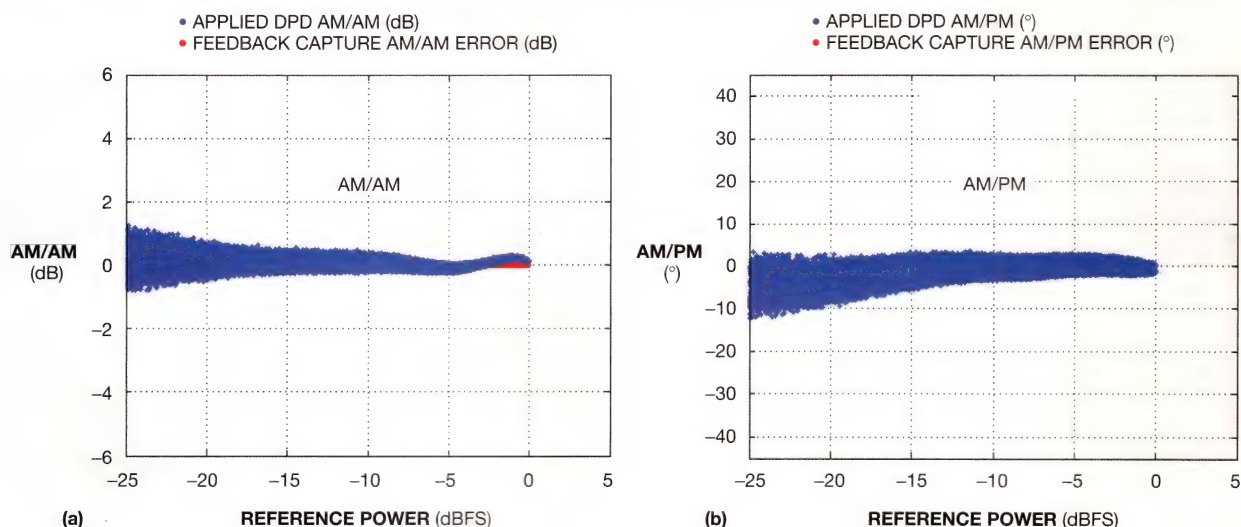 • APPLIED DPD AM/AM (dB)
• FEEDBACK CAPTURE AM/AM ERROR (dB)
6
4
2
0
−2
−4
−6
AM/AM
(dB)
AM/AM
−25
−20
−15
−10
−5
0
5
(a)
REFERENCE POWER (dBFS)
• APPLIED DPD AM/PM (°)
• FEEDBACK CAPTURE AM/PM ERROR (°)
40
30
20
10
0
−10
−20
−30
−40
AM/PM
(°)
AM/PM
−25
−20
−15
−10
−5
0
5
(b)
REFERENCE POWER (dBFS)